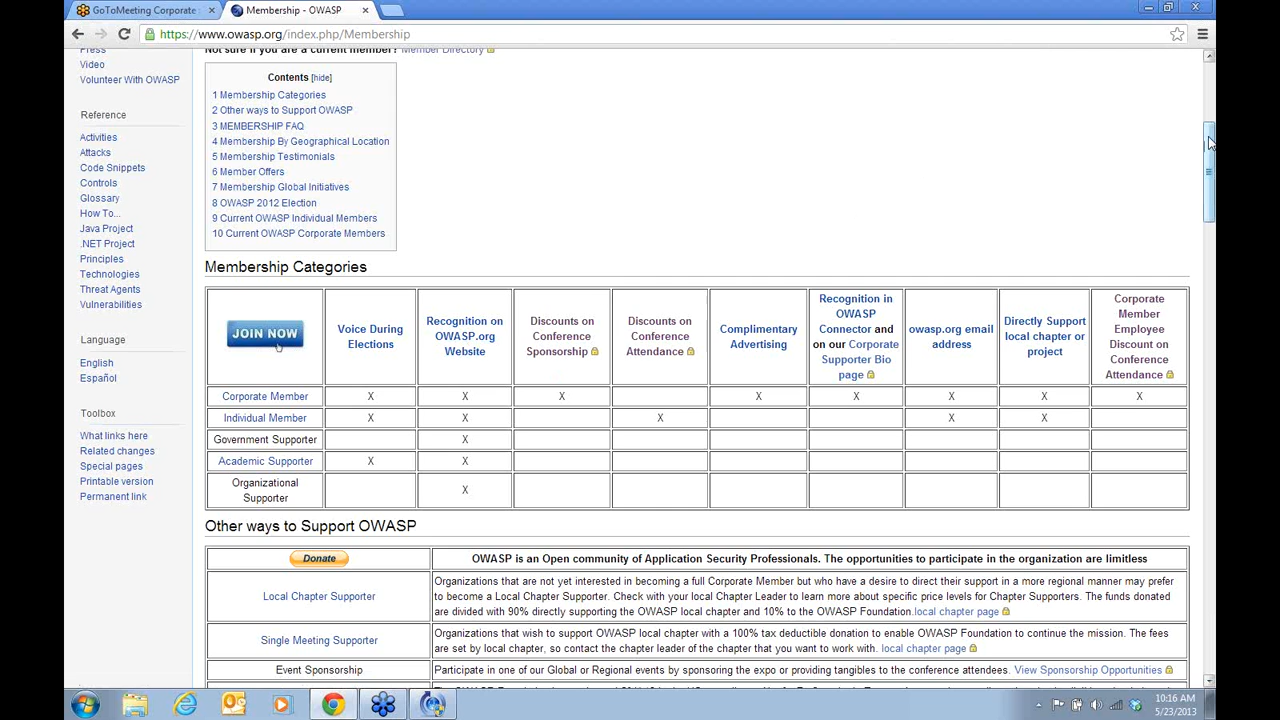 GoToMeeting Corporate
Membership - OWASP
https://www.owasp.org/index.php/Membership
Press
Video
Volunteer With OWASP
Reference
Activities
Attacks
Code Snippets
Controls
Glossary
How To...
Java Project
.NET Project
Principles
Technologies
Threat Agents
Vulnerabilities
Language
English
Español
Toolbox
What links here
Related changes
Special pages
Printable version
Permanent link
Not sure if you are a current member? Member Directory
Contents [hide]
1 Membership Categories
2 Other ways to Support OWASP
3 MEMBERSHIP FAQ
4 Membership By Geographical Location
5 Membership Testimonials
6 Member Offers
7 Membership Global Initiatives
8 OWASP 2012 Election
9 Current OWASP Individual Members
10 Current OWASP Corporate Members
Membership Categories
JOIN NOW
Voice During
Elections
Recognition on
OWASP.org
Website
Discounts on
Conference
Sponsorship
Discounts on
Conference
Attendance
Complimentary
Advertising
Recognition in
OWASP
Connector and
on our Corporate
Supporter Bio
page
owasp.org email
address
Directly Support
local chapter or
project
Corporate
Member
Employee
Discount on
Conference
Attendance
Corporate Member X X X X X X X X
Individual Member X X X X X
Government Supporter X
Academic Supporter X X
Organizational
Supporter X
Other ways to Support OWASP
Donate
OWASP is an Open community of Application Security Professionals. The opportunities to participate in the organization are limitless
Local Chapter Supporter
Organizations that are not yet interested in becoming a full Corporate Member but who have a desire to direct their support in a more regional manner may prefer
to become a Local Chapter Supporter. Check with your local Chapter Leader to learn more about specific price levels for Chapter Supporters. The funds donated
are divided with 90% directly supporting the OWASP local chapter and 10% to the OWASP Foundation.local chapter page
Single Meeting Supporter
Organizations that wish to support OWASP local chapter with a 100% tax deductible donation to enable OWASP Foundation to continue the mission. The fees
are set by local chapter, so contact the chapter leader of the chapter that you want to work with. local chapter page
Event Sponsorship
Participate in one of our Global or Regional events by sponsoring the expo or providing tangibles to the conference attendees. View Sponsorship Opportunities
10:16 AM
5/23/2013